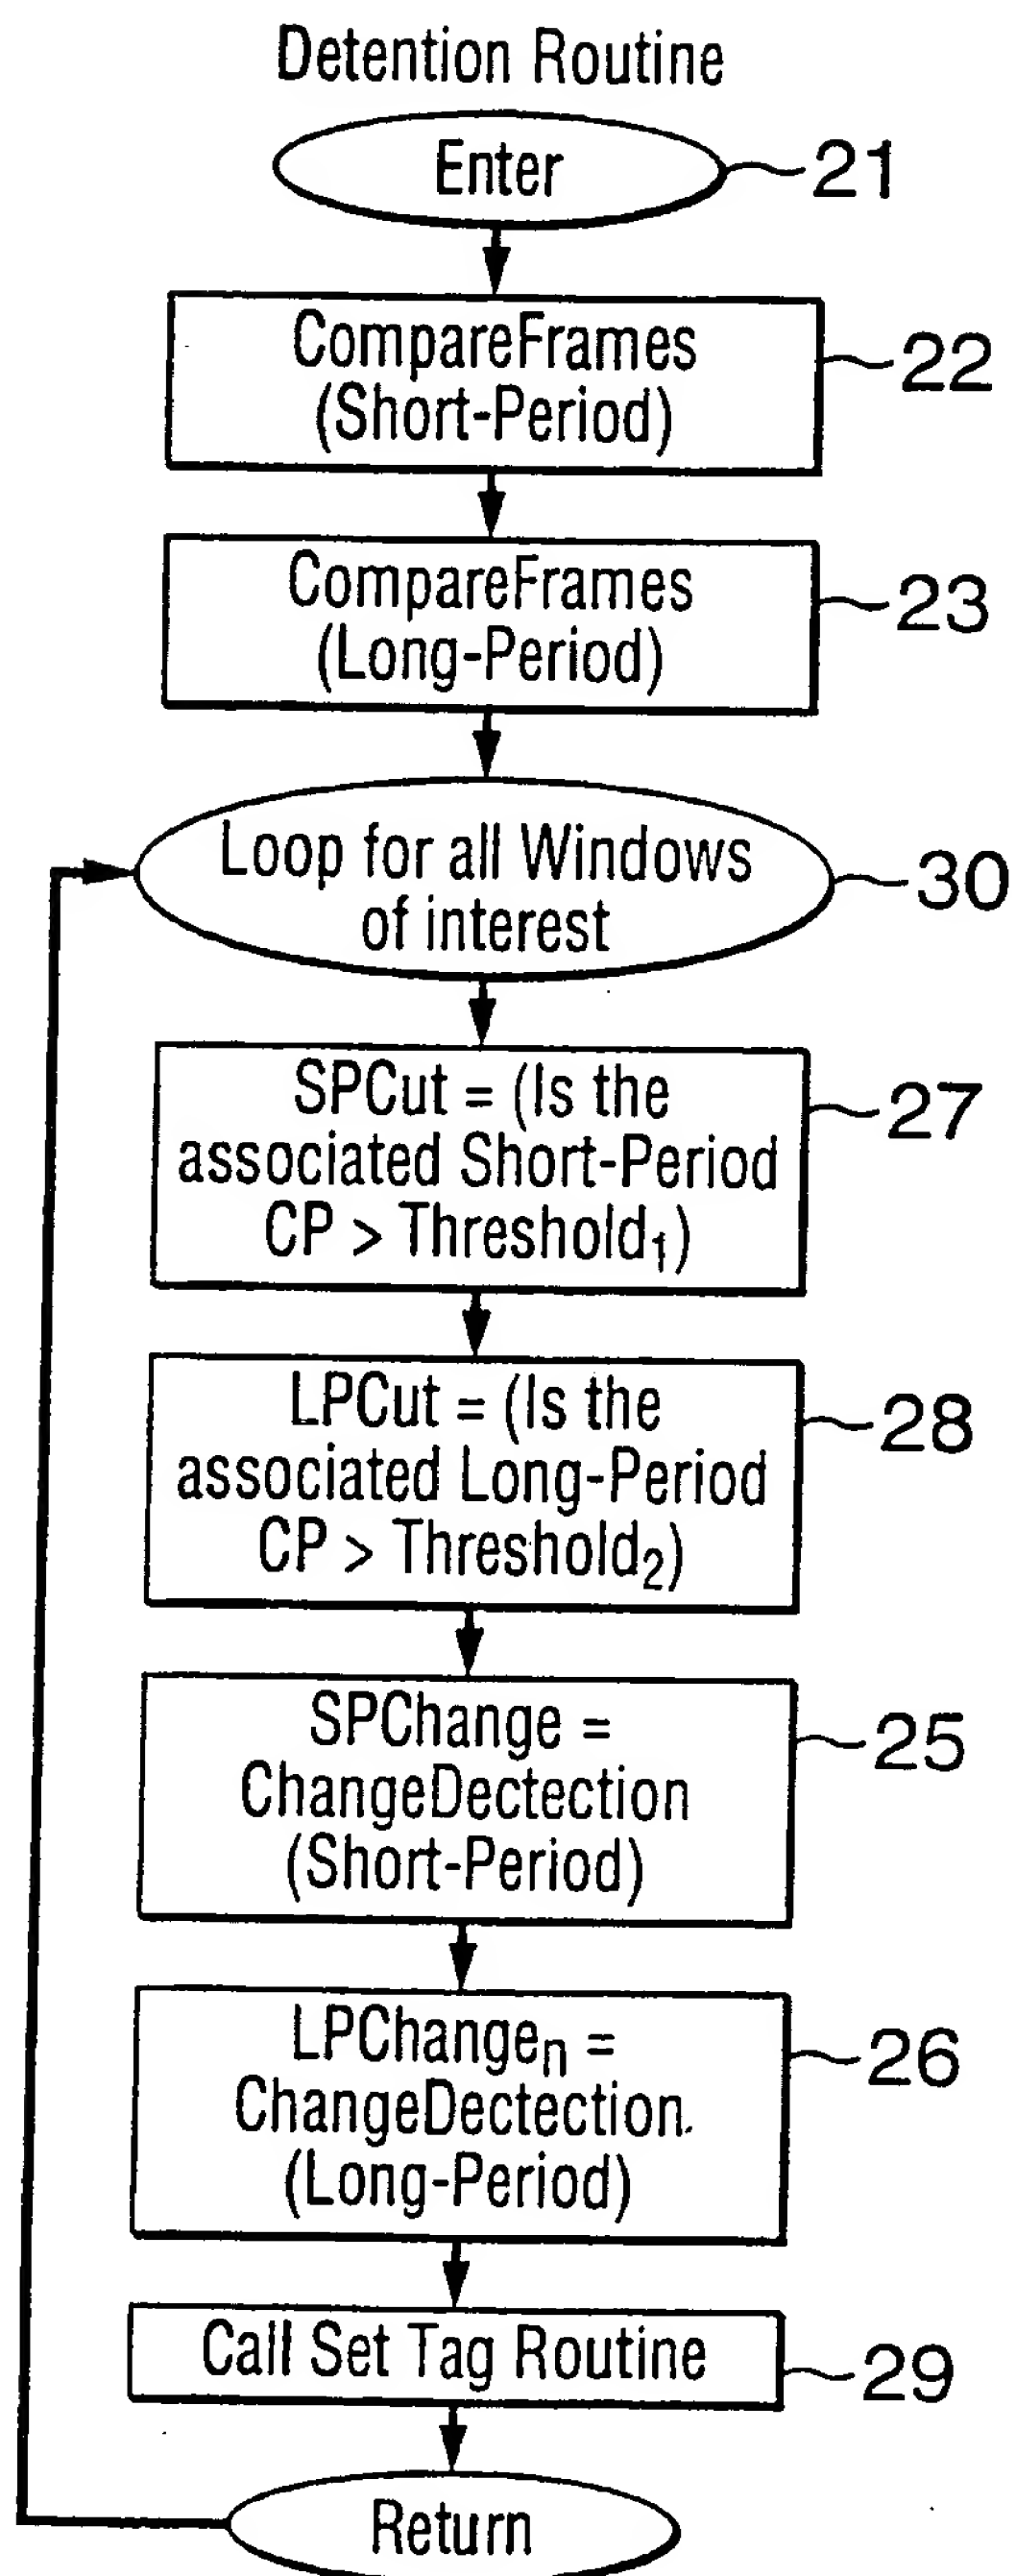 Detention Routine
Enter
21
CompareFrames
(Short-Period)
22
CompareFrames
(Long-Period)
23
Loop for all Windows
of interest
30
SPCut = (Is the
associated Short-Period
CP > Threshold₁)
27
LPCut = (Is the
associated Long-Period
CP > Threshold₂)
28
SPChange =
ChangeDectection
(Short-Period)
25
LPChangeₙ =
ChangeDectection
(Long-Period)
26
Call Set Tag Routine
29
Return